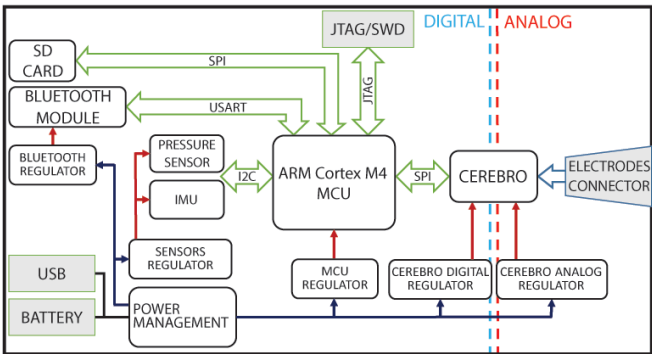 JTAG/SWD
DIGITAL
ANALOG
SD
CARD
SPI
BLUETOOTH
MODULE
USART
JTAG
BLUETOOTH
REGULATOR
PRESSURE
SENSOR
IMU
I2C
ARM Cortex M4
MCU
SPI
CEREBRO
ELECTRODES
CONNECTOR
SENSORS
REGULATOR
USB
BATTERY
POWER
MANAGEMENT
MCU
REGULATOR
CEREBRO DIGITAL
REGULATOR
CEREBRO ANALOG
REGULATOR